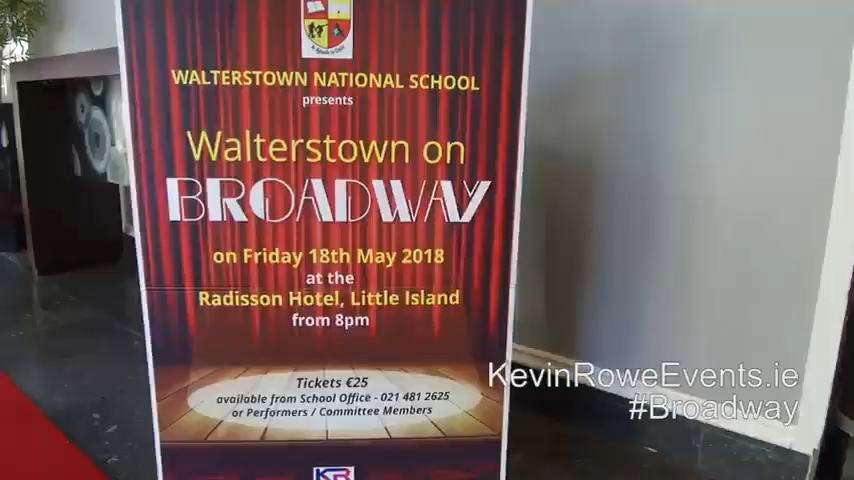 WALTERSTOWN NATIONAL SCHOOL
presents
Walterstown on
BROADWAY
on Friday 18th May 2018
at the
Radisson Hotel, Little Island
from 8pm
Tickets €25
available from School Office - 021 481 2625
or Performers / Committee Members
KR
KevinRoweEvents.ie
#Broadway